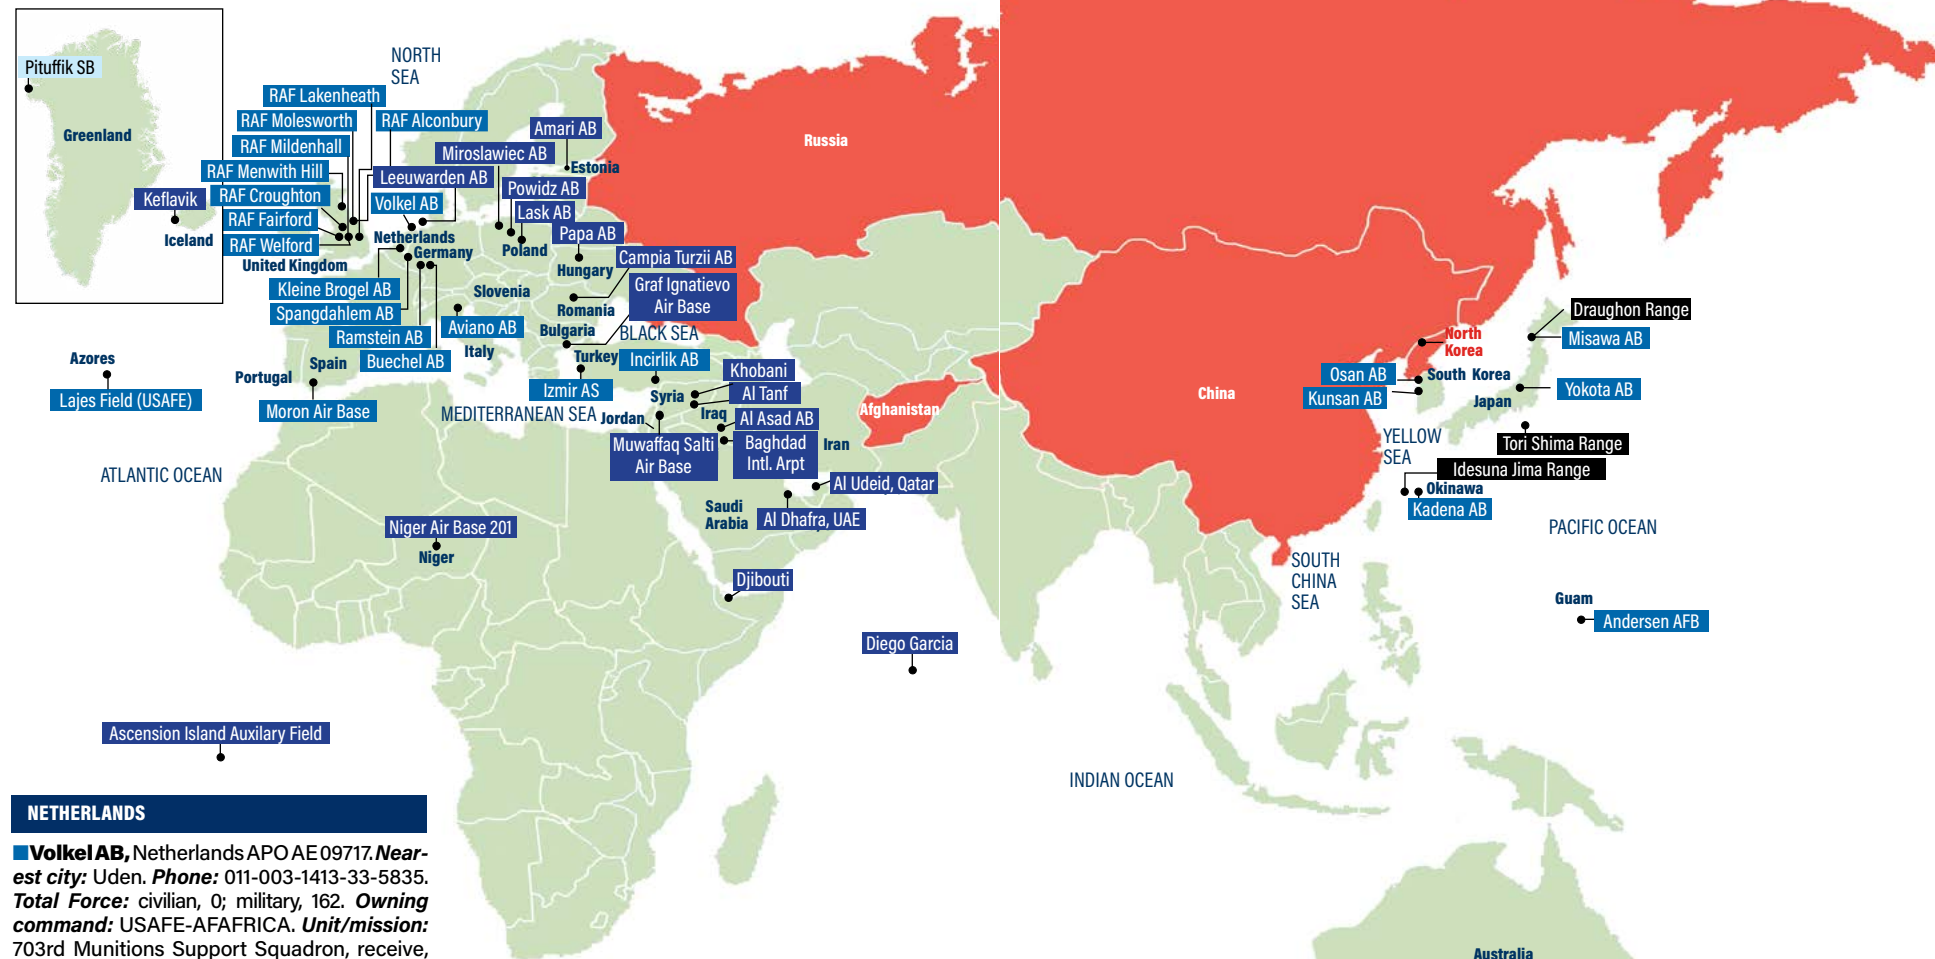 Pituffik SB
Greenland
Keflavik
Iceland
NORTH
SEA
RAF Lakenheath
RAF Molesworth
RAF Alconbury
RAF Mildenhall
RAF Menwith Hill
RAF Croughton
RAF Fairford
RAF Welford
United Kingdom
Amari AB
Estonia
Miroslawiec AB
Leeuwarden AB
Powidz AB
Volkel AB
Lask AB
Papa AB
Netherlands
Germany
Poland
Hungary
Campia Turzii AB
Graf Ignatievo
Air Base
Kleine Brogel AB
Spangdahlem AB
Ramstein AB
Buechel AB
Slovenia
Romania
Aviano AB
Italy
Bulgaria
BLACK SEA
Turkey
Incirlik AB
Izmir AS
Azores
Lajes Field (USAFE)
Portugal
Spain
Moron Air Base
MEDITERRANEAN SEA
Khobani
Syria
Al Tanf
Jordan
Iraq
Al Asad AB
Muwaffaq Salti
Air Base
Baghdad
Intl. Arpt
Iran
Al Udeid, Qatar
Saudi
Arabia
Al Dhafra, UAE
ATLANTIC OCEAN
Niger Air Base 201
Niger
Djibouti
Diego Garcia
Ascension Island Auxilary Field
Russia
Afghanistan
China
North
Korea
Draughon Range
Misawa AB
Osan AB
South Korea
Kunsan AB
Yokota AB
Japan
YELLOW
SEA
Tori Shima Range
Idesuna Jima Range
Okinawa
Kadena AB
PACIFIC OCEAN
SOUTH
CHINA
SEA
Guam
Andersen AFB
INDIAN OCEAN
Australia
NETHERLANDS
Volkel AB, Netherlands APO AE 09717. Near-
est city: Uden. Phone: 011-003-1413-33-5835.
Total Force: civilian, 0; military, 162. Owning
command: USAFE-AFAFRICA. Unit/mission:
703rd Munitions Support Squadron, receive,